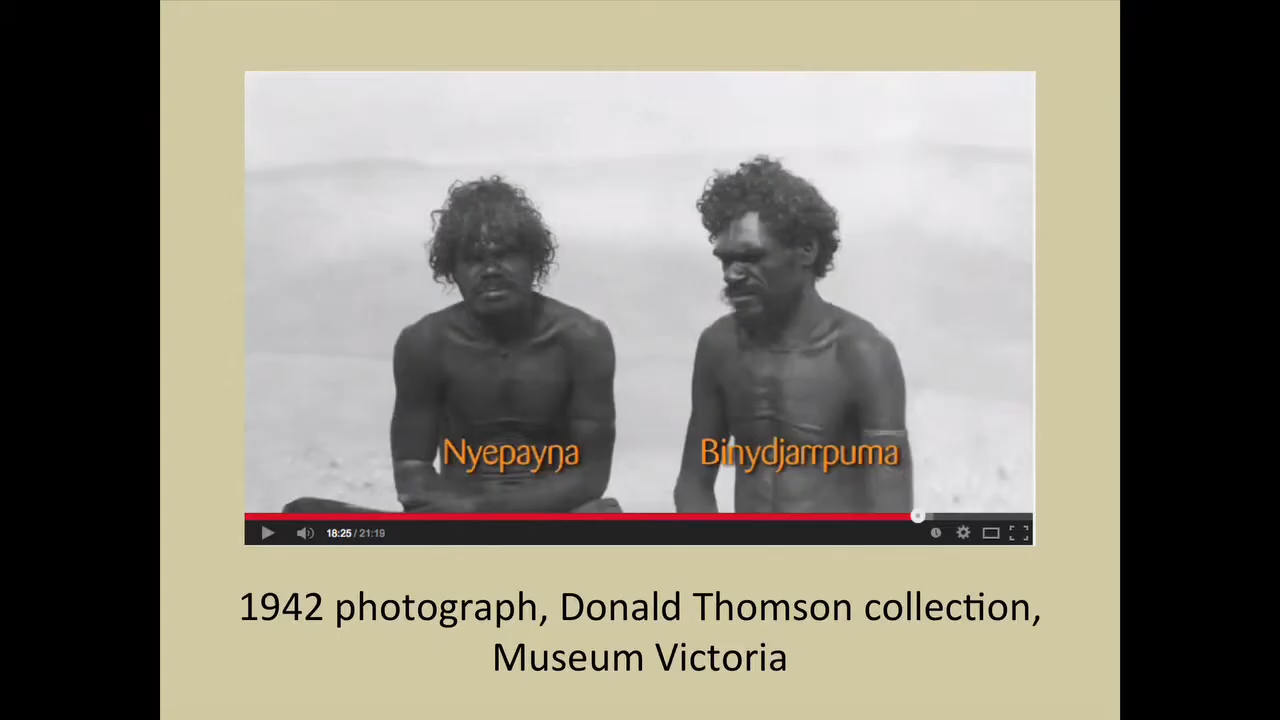 Nyepayŋa
Binydjarrpuma
18:25 / 21:19
1942 photograph, Donald Thomson collection,
Museum Victoria